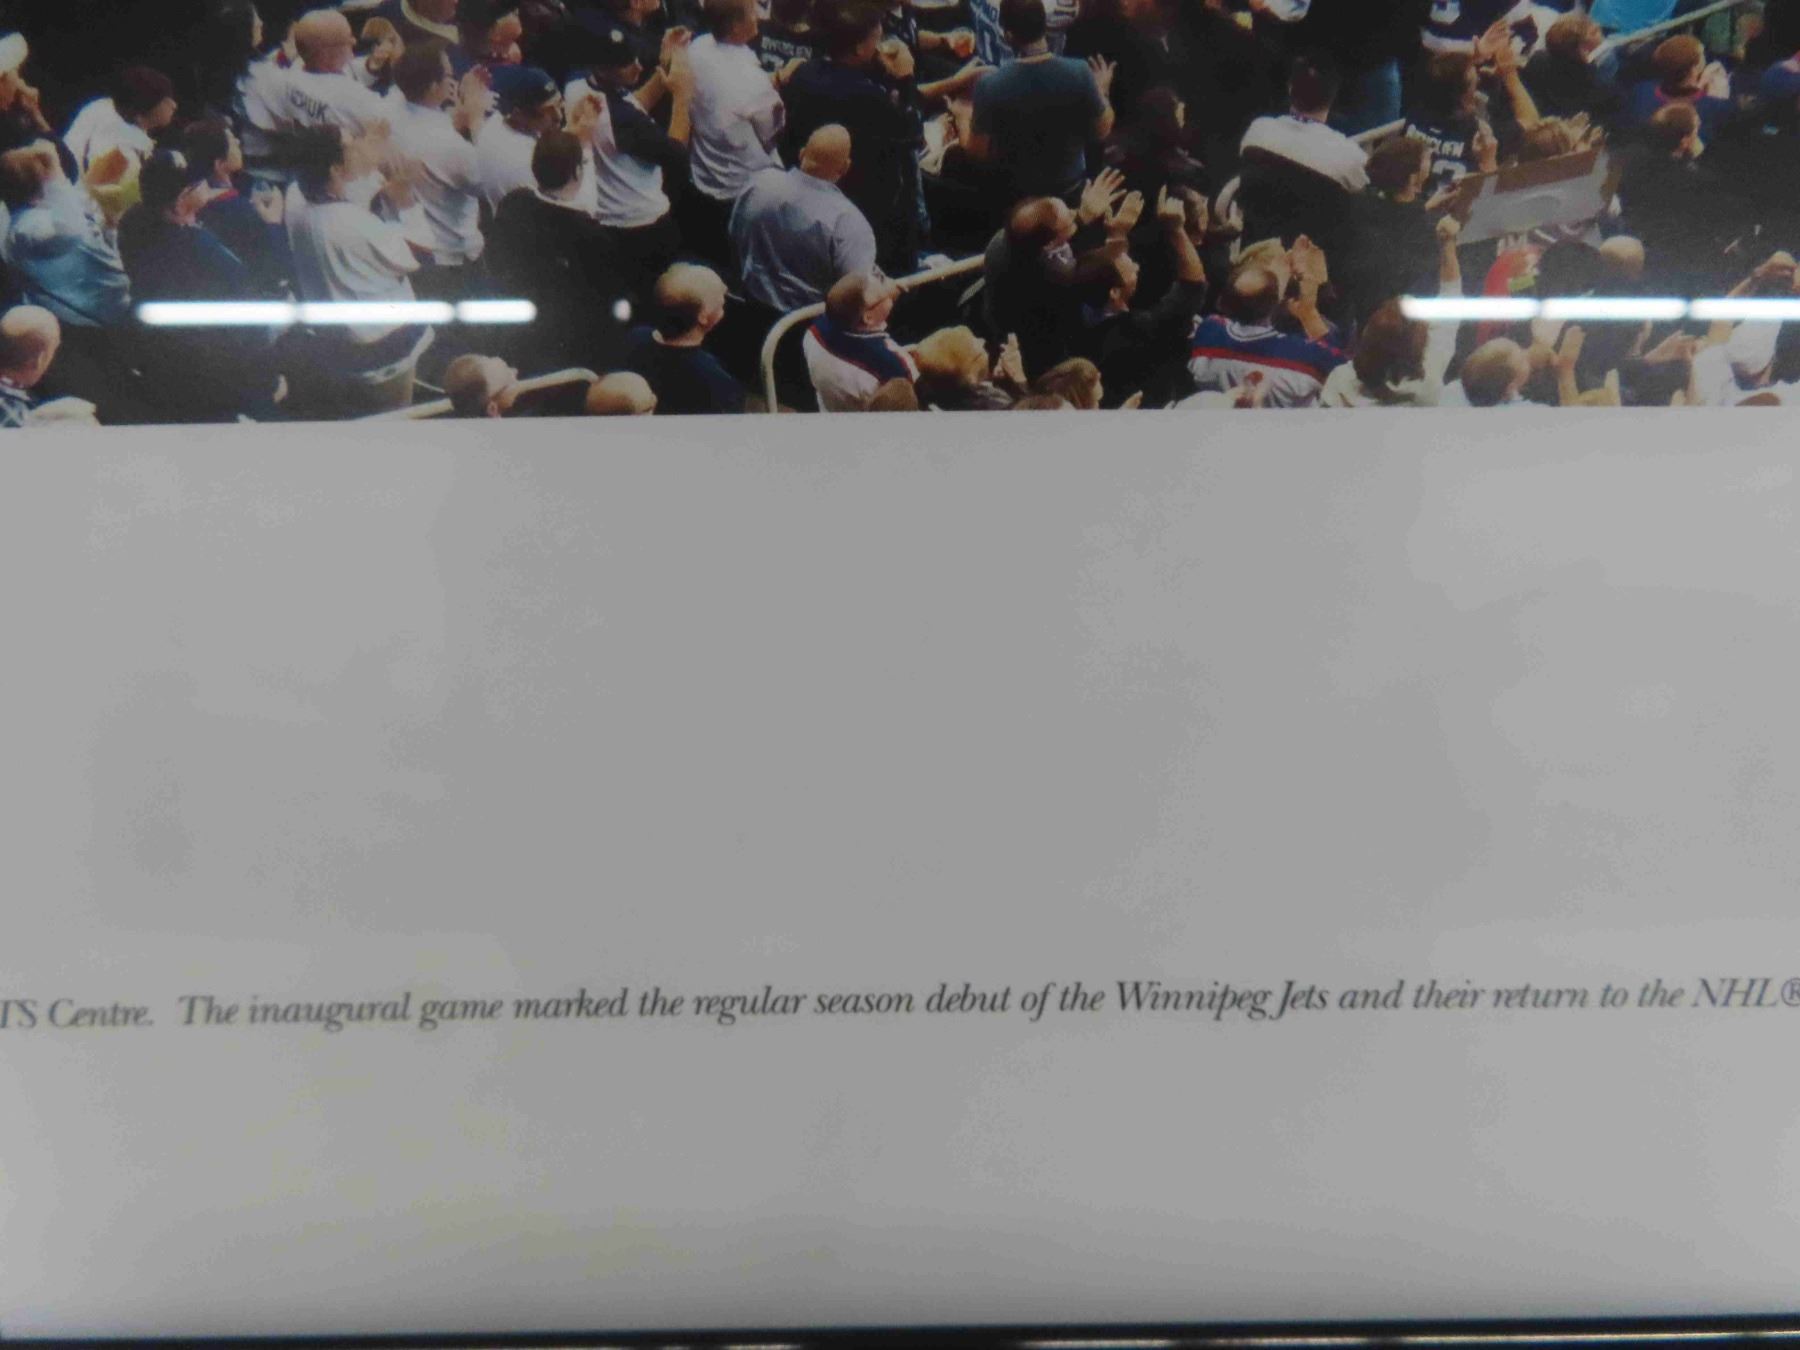 TS Centre. The inaugural game marked the regular season debut of the Winnipeg Jets and their return to the NHL®